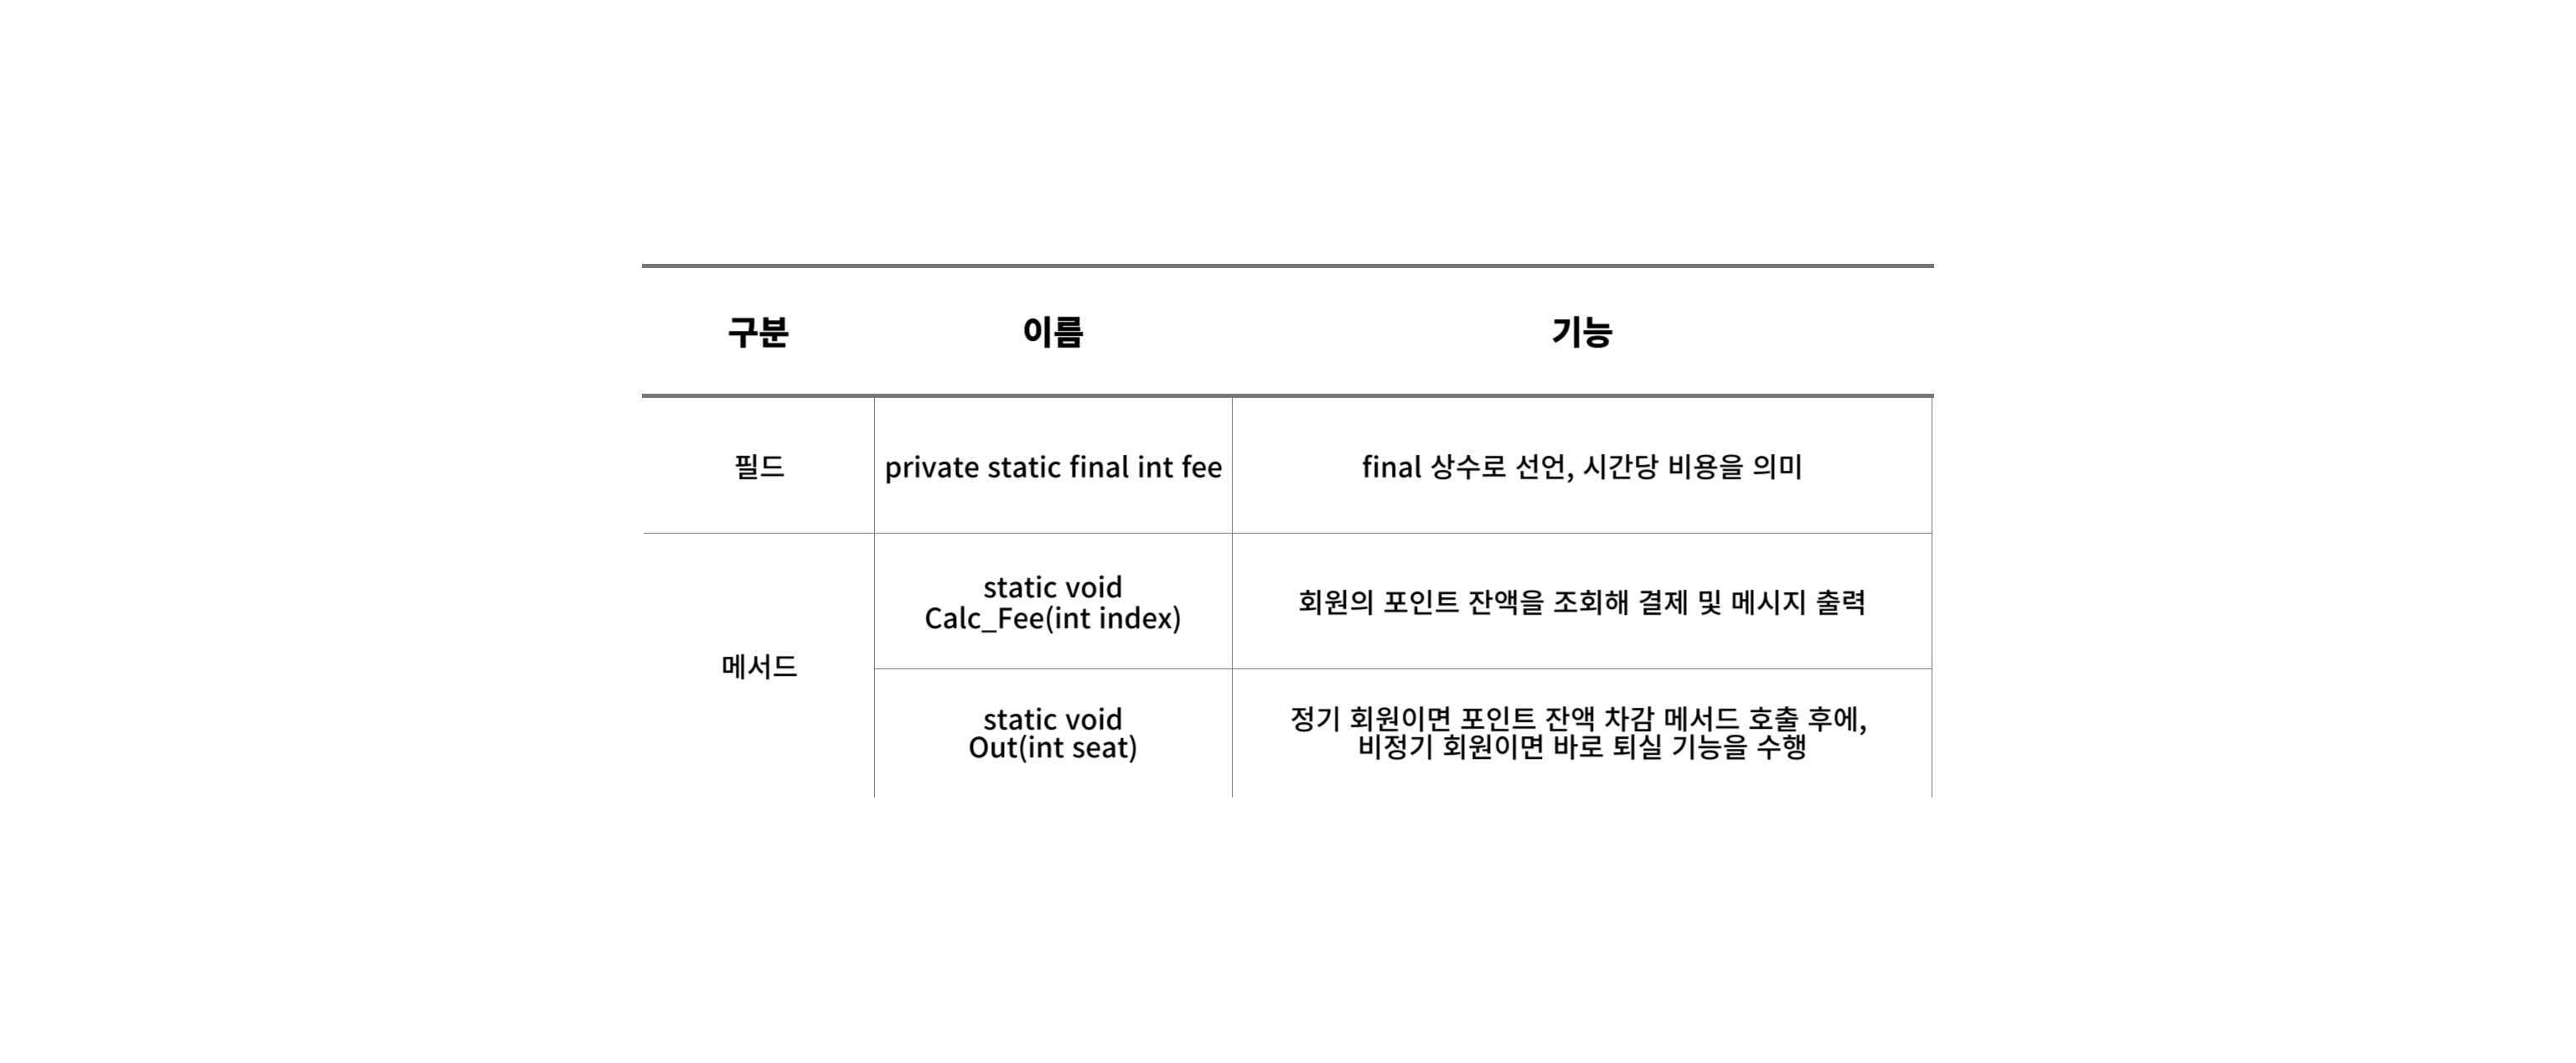 구분 이름 기능
필드 private static final int fee final 상수로 선언, 시간당 비용을 의미
메서드
static void
Calc_Fee(int index)
회원의 포인트 잔액을 조회해 결제 및 메시지 출력
static void
Out(int seat)
정기 회원이면 포인트 잔액 차감 메서드 호출 후에,
비정기 회원이면 바로 퇴실 기능을 수행